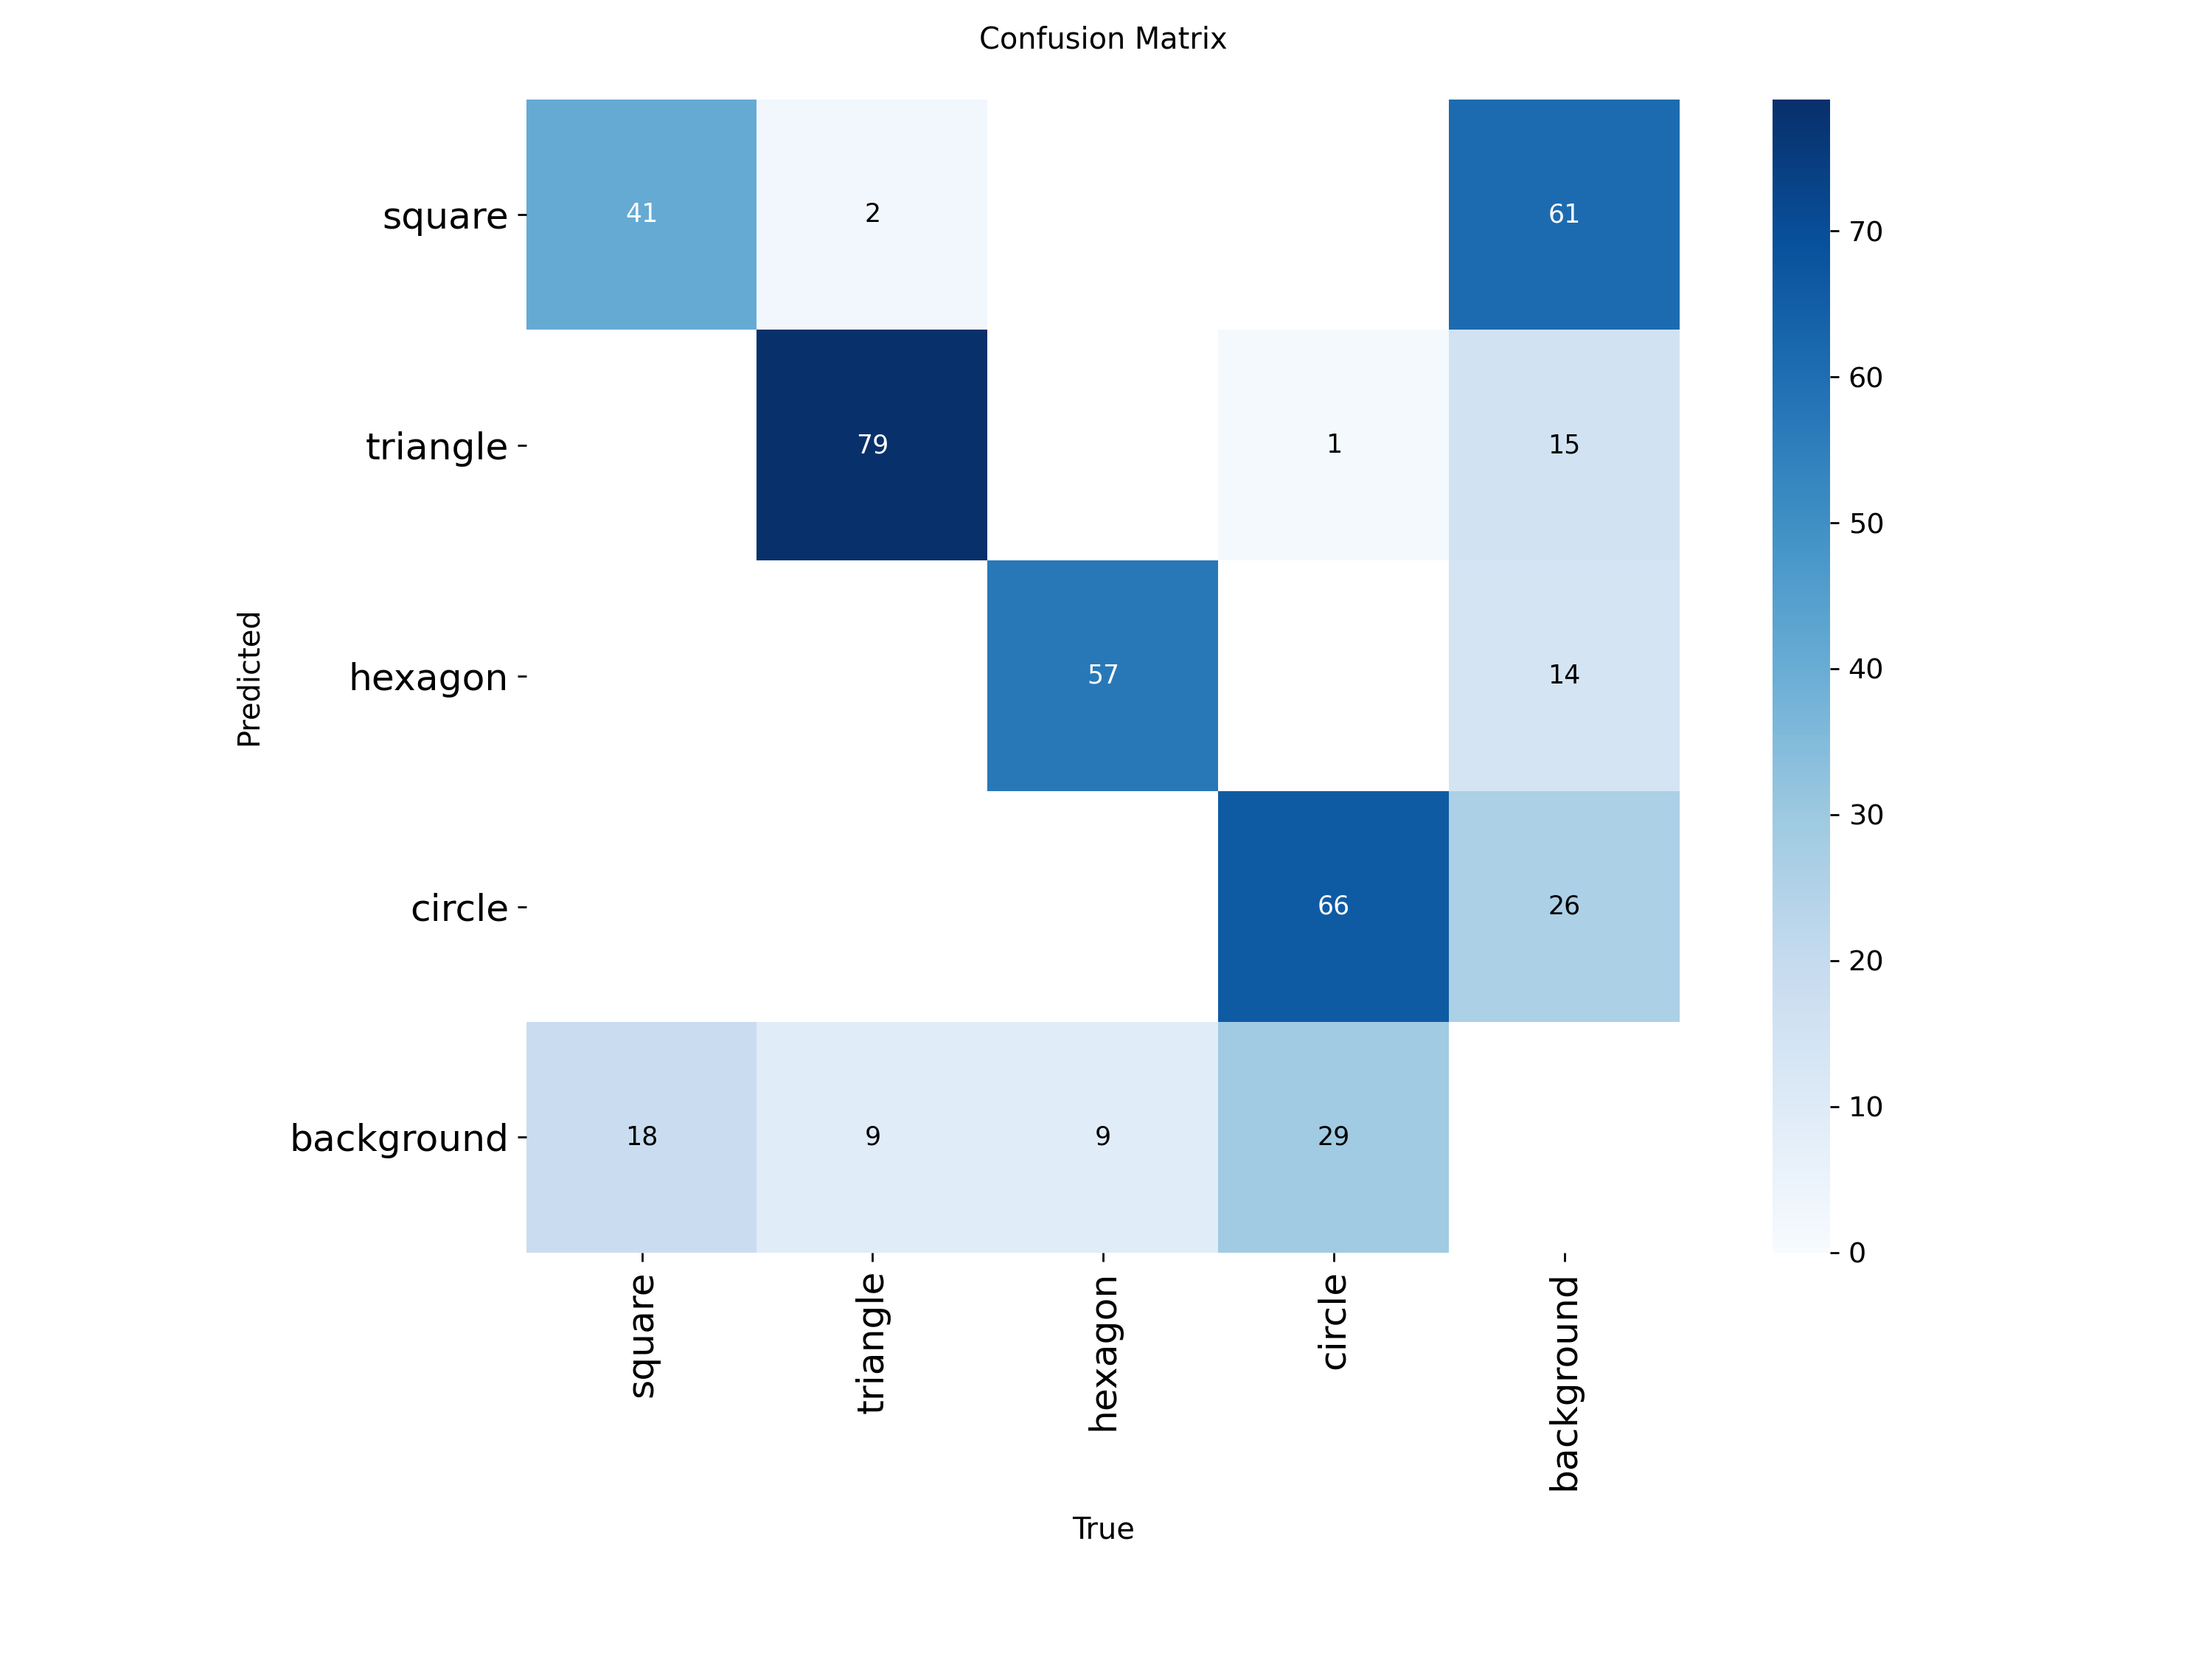 Confusion Matrix
square 41 2 61
triangle 79 1 15
hexagon 57 14
circle 66 26
background 18 9 9 29
square triangle hexagon circle background
True
Predicted
70
60
50
40
30
20
10
0